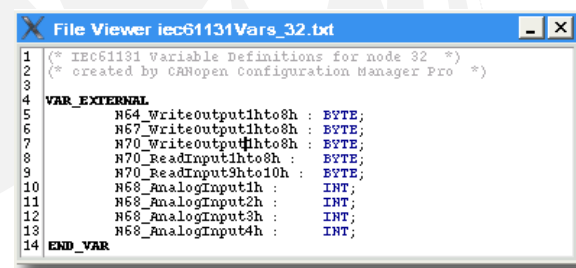 File Viewer iec61131Vars_32.txt
1 (* IEC61131 Variable Definitions for node 32 *)
2 (* created by CANopen Configuration Manager Pro *)
3
4 VAR_EXTERNAL
5 N64_WriteOutput1hto8h : BYTE;
6 N67_WriteOutput1hto8h : BYTE;
7 N70_WriteOutput1hto8h : BYTE;
8 N70_ReadInput1hto8h : BYTE;
9 N70_ReadInput9hto10h : BYTE;
10 N68_AnalogInput1h : INT;
11 N68_AnalogInput2h : INT;
12 N68_AnalogInput3h : INT;
13 N68_AnalogInput4h : INT;
14 END_VAR